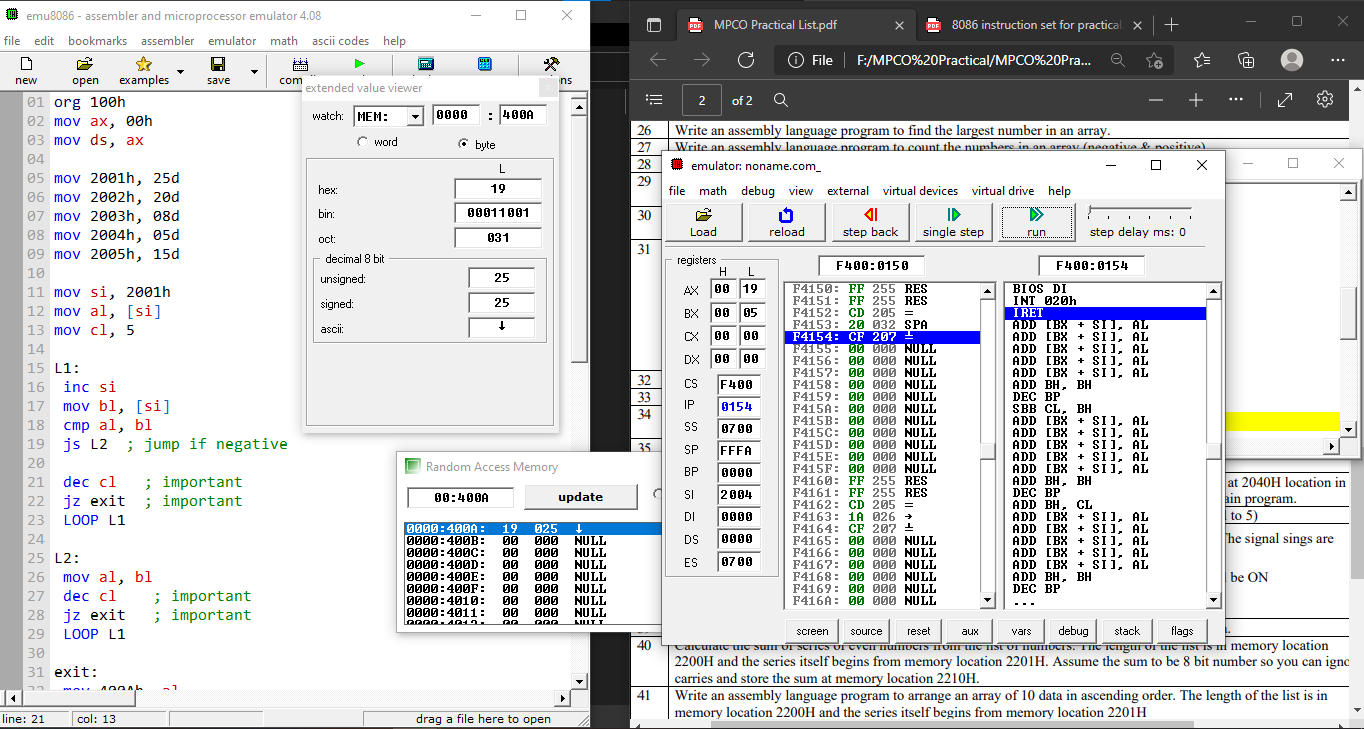 emu8086 - assembler and microprocessor emulator 4.08
file edit bookmarks assembler emulator math ascii codes help
new open examples save
01 org 100h
02 mov ax, 00h
03 mov ds, ax
04
05 mov 2001h, 25d
06 mov 2002h, 20d
07 mov 2003h, 08d
08 mov 2004h, 05d
09 mov 2005h, 15d
10
11 mov si, 2001h
12 mov al, [si]
13 mov cl, 5
14
15 L1:
16 inc si
17 mov bl, [si]
18 cmp al, bl
19 js L2 ; jump if negative
20
21 dec cl ; important
22 jz exit ; important
23 LOOP L1
24
25 L2:
26 mov al, bl
27 dec cl ; important
28 jz exit ; important
29 LOOP L1
30
31 exit:
line: 21 col: 13 drag a file here to open
extended value viewer
watch: MEM: 0000 : 400A
word byte
L
hex: 19
bin: 00011001
oct: 031
decimal 8 bit
unsigned: 25
signed: 25
ascii: ↓
Random Access Memory
00:400A update
0000:400A: 19 025 ↓
0000:400B: 00 000 NULL
0000:400C: 00 000 NULL
0000:400D: 00 000 NULL
0000:400E: 00 000 NULL
0000:400F: 00 000 NULL
0000:4010: 00 000 NULL
0000:4011: 00 000 NULL
MPCO Practical List.pdf
8086 instruction set for practical
File F:/MPCO%20Practical/MPCO%20Pra...
2 of 2
26 Write an assembly language program to find the largest number in an array.
27 Write an assembly language program to count the numbers in an array (negative & positive)
28
29
30
31
32
33
34
35
at 2040H location in
ain program.
t to 5)
The signal sings are
be ON
40 Calculate the sum of series of even numbers from the list of numbers. The length of the list is in memory location
2200H and the series itself begins from memory location 2201H. Assume the sum to be 8 bit number so you can igno
carries and store the sum at memory location 2210H.
41 Write an assembly language program to arrange an array of 10 data in ascending order. The length of the list is in
memory location 2200H and the series itself begins from memory location 2201H
emulator: noname.com_
file math debug view external virtual devices virtual drive help
Load reload step back single step run step delay ms: 0
registers
H L
AX 00 19
BX 00 05
CX 00 00
DX 00 00
CS F400
IP 0154
SS 0700
SP FFFA
BP 0000
SI 2004
DI 0000
DS 0000
ES 0700
F400:0150
F4150: FF 255 RES
F4151: FF 255 RES
F4152: CD 205 =
F4153: 20 032 SPA
F4154: CF 207 ╧
F4155: 00 000 NULL
F4156: 00 000 NULL
F4157: 00 000 NULL
F4158: 00 000 NULL
F4159: 00 000 NULL
F415A: 00 000 NULL
F415B: 00 000 NULL
F415C: 00 000 NULL
F415D: 00 000 NULL
F415E: 00 000 NULL
F415F: 00 000 NULL
F4160: FF 255 RES
F4161: FF 255 RES
F4162: CD 205 =
F4163: 1A 026 →
F4164: CF 207 ╧
F4165: 00 000 NULL
F4166: 00 000 NULL
F4167: 00 000 NULL
F4168: 00 000 NULL
F4169: 00 000 NULL
F416A: 00 000 NULL
F400:0154
BIOS DI
INT 020h
IRET
ADD [BX + SI], AL
ADD [BX + SI], AL
ADD [BX + SI], AL
ADD [BX + SI], AL
ADD [BX + SI], AL
ADD BH, BH
DEC BP
SBB CL, BH
ADD [BX + SI], AL
ADD [BX + SI], AL
ADD [BX + SI], AL
ADD [BX + SI], AL
ADD [BX + SI], AL
ADD BH, BH
DEC BP
ADD BH, CL
ADD [BX + SI], AL
ADD [BX + SI], AL
ADD [BX + SI], AL
ADD [BX + SI], AL
ADD [BX + SI], AL
ADD BH, BH
DEC BP
...
screen source reset aux vars debug stack flags